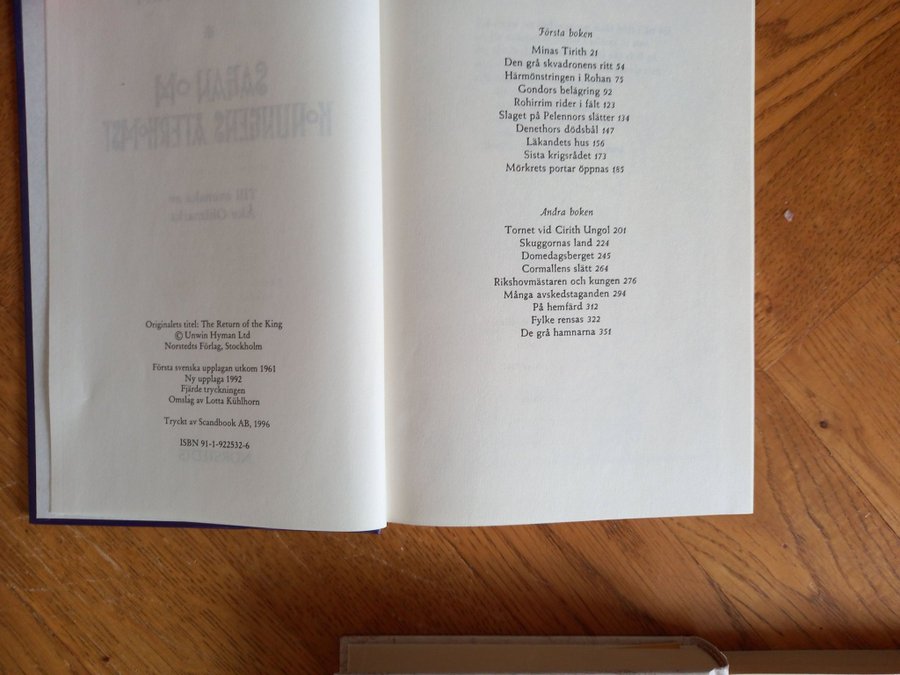 Originalets titel: The Return of the King
© Unwin Hyman Ltd
Norstedts Förlag, Stockholm
Första svenska upplagan utkom 1961
Ny upplaga 1992
Fjärde tryckningen
Omslag av Lotta Kühlhorn
Tryckt av Scandbook AB, 1996
ISBN 91-1-922532-6
Första boken
Minas Tirith 21
Den grå skvadronens ritt 54
Härmönstringen i Rohan 75
Gondors belägring 92
Rohirrim rider i fält 123
Slaget på Pelennors slätter 134
Denethors dödsbål 147
Läkandets hus 156
Sista krigsrådet 173
Mörkrets portar öppnas 185
Andra boken
Tornet vid Cirith Ungol 201
Skuggornas land 224
Domedagsberget 245
Cormallens slätt 264
Rikshovmästaren och kungen 276
Många avskedstaganden 294
På hemfärd 312
Fylke rensas 322
De grå hamnarna 351